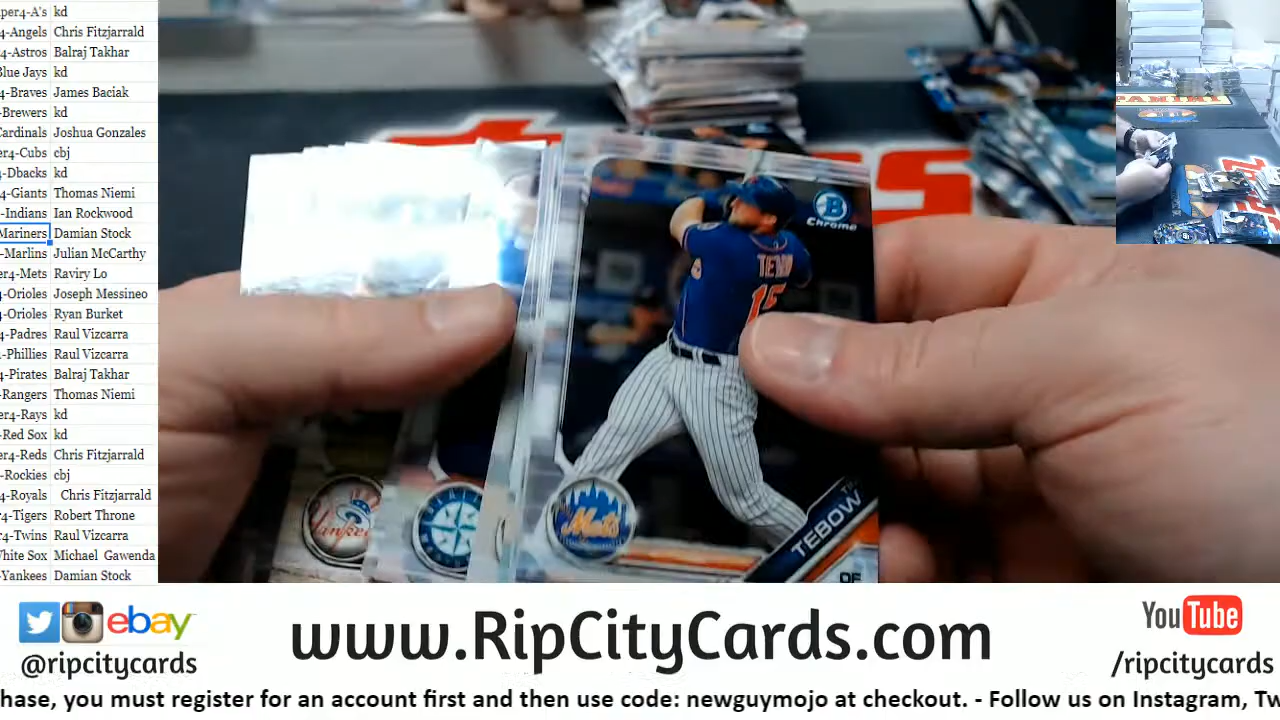 per4-A's kd
4-Angels Chris Fitzjarrald
4-Astros Balraj Takhar
Blue Jays kd
4-Braves James Baciak
-Brewers kd
Cardinals Joshua Gonzales
er4-Cubs cbj
4-Dbacks kd
4-Giants Thomas Niemi
-Indians Ian Rockwood
Mariners Damian Stock
-Marlins Julian McCarthy
er4-Mets Raviry Lo
4-Orioles Joseph Messineo
4-Orioles Ryan Burket
4-Padres Raul Vizcarra
-Phillies Raul Vizcarra
4-Pirates Balraj Takhar
-Rangers Thomas Niemi
er4-Rays kd
-Red Sox kd
er4-Reds Chris Fitzjarrald
-Rockies cbj
4-Royals Chris Fitzjarrald
r4-Tigers Robert Throne
4-Twins Raul Vizcarra
White Sox Michael Gawenda
-Yankees Damian Stock
PANINI
B
Chrome
15
Mets
TEBOW
OF
Yankees
ebay
@ripcitycards
www.RipCityCards.com
YouTube
/ripcitycards
hase, you must register for an account first and then use code: newguymojo at checkout. - Follow us on Instagram, Tw